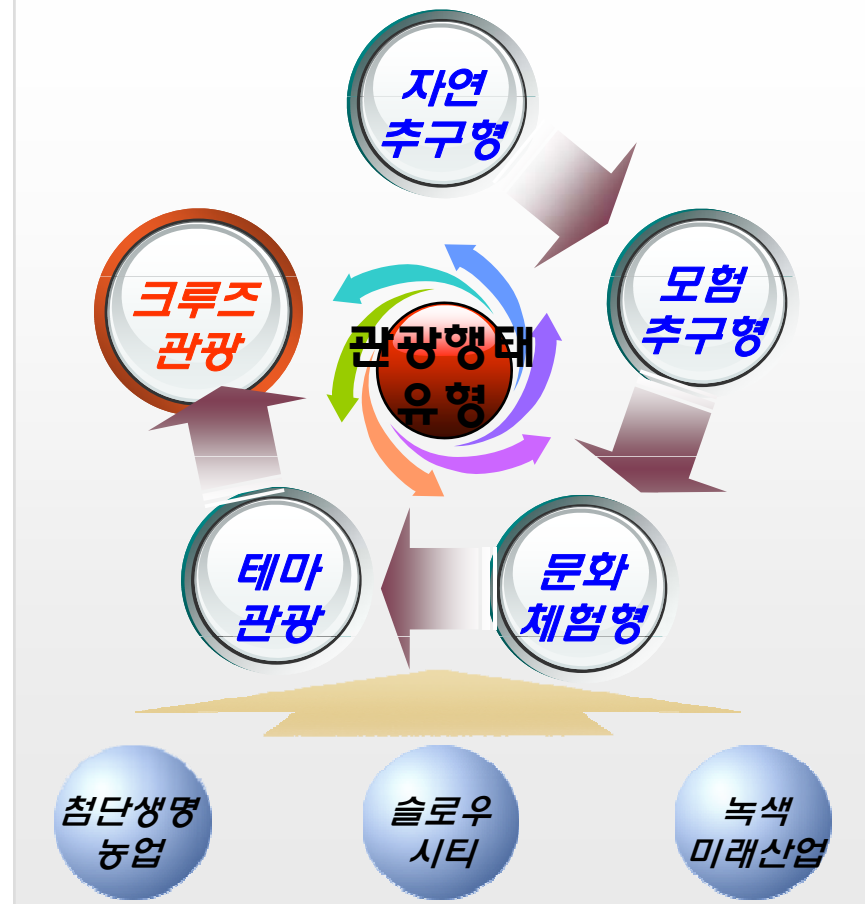 자연
추구형
크루즈
관광
모험
추구형
관광행태
유형
테마
관광
문화
체험형
첨단생명
농업
슬로우
시티
녹색
미래산업